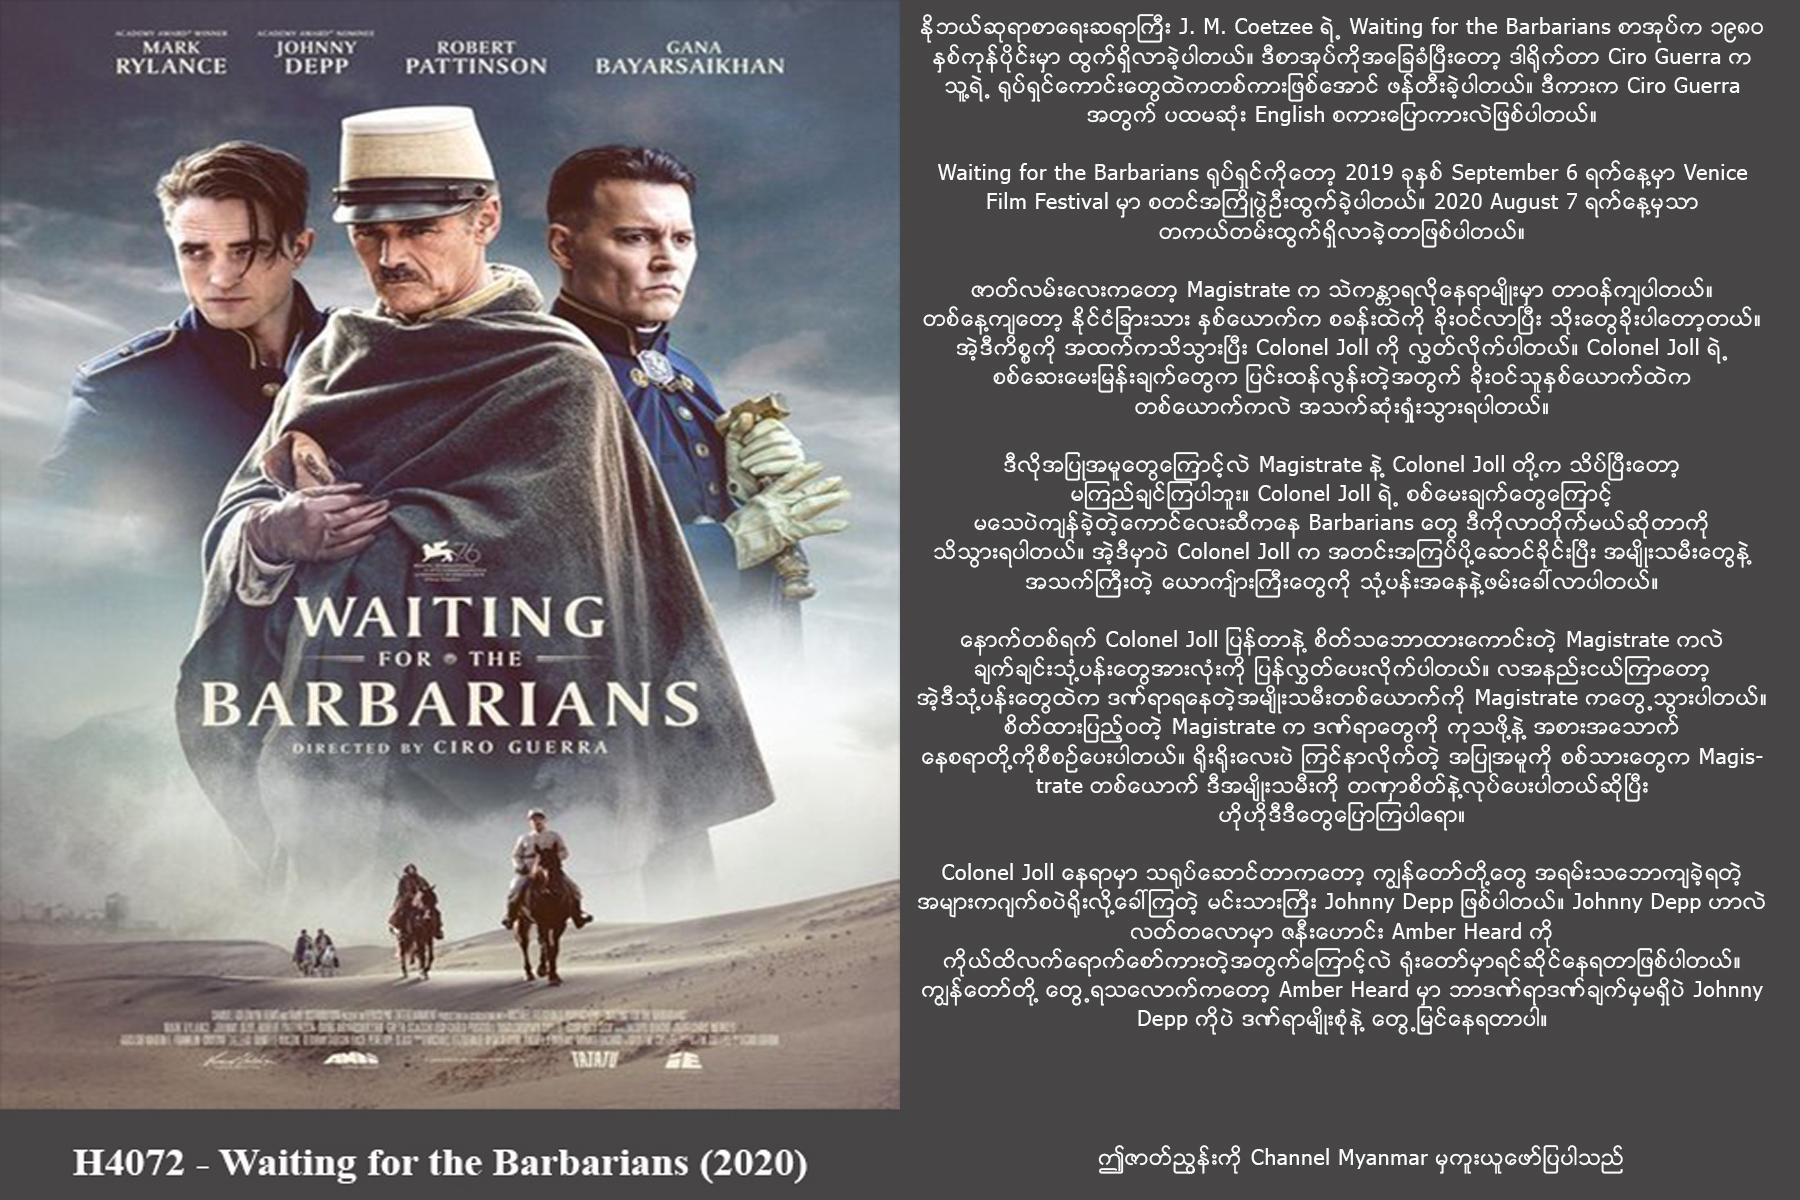 ACADEMY AWARD® WINNER
MARK
RYLANCE
ACADEMY AWARD® NOMINEE
JOHNNY
DEPP
ROBERT
PATTINSON
GANA
BAYARSAIKHAN
76
WAITING
FOR THE
BARBARIANS
DIRECTED BY CIRO GUERRA
TATATU
H4072 - Waiting for the Barbarians (2020)
နိုဘယ်ဆုရာစာရေးဆရာကြီး J. M. Coetzee ရဲ့ Waiting for the Barbarians စာအုပ်က ၁၉၈၀
နှစ်ကုန်ပိုင်းမှာ ထွက်ရှိလာခဲ့ပါတယ်။ ဒီစာအုပ်ကိုအခြေခံပြီးတော့ ဒါရိုက်တာ Ciro Guerra က
သူ့ရဲ့ ရုပ်ရှင်ကောင်းတွေထဲကတစ်ကားဖြစ်အောင် ဖန်တီးခဲ့ပါတယ်။ ဒီကားက Ciro Guerra
အတွက် ပထမဆုံး English စကားပြောကားလဲဖြစ်ပါတယ်။
Waiting for the Barbarians ရုပ်ရှင်ကိုတော့ 2019 ခုနှစ် September 6 ရက်နေ့မှာ Venice
Film Festival မှာ စတင်အကြိုပွဲဦးထွက်ခဲ့ပါတယ်။ 2020 August 7 ရက်နေ့မှသာ
တကယ်တမ်းထွက်ရှိလာခဲ့တာဖြစ်ပါတယ်။
ဇာတ်လမ်းလေးကတော့ Magistrate က သဲကန္တာရလိုနေရာမျိုးမှာ တာဝန်ကျပါတယ်။
တစ်နေ့ကျတော့ နိုင်ငံခြားသား နှစ်ယောက်က စခန်းထဲကို ခိုးဝင်လာပြီး သိုးတွေခိုးပါတော့တယ်။
အဲ့ဒီကိစ္စကို အထက်ကသိသွားပြီး Colonel Joll ကို လွှတ်လိုက်ပါတယ်။ Colonel Joll ရဲ့
စစ်ဆေးမေးမြန်းချက်တွေက ပြင်းထန်လွန်းတဲ့အတွက် ခိုးဝင်သူနှစ်ယောက်ထဲက
တစ်ယောက်ကလဲ အသက်ဆုံးရှုံးသွားရပါတယ်။
ဒီလိုအပြုအမူတွေကြောင့်လဲ Magistrate နဲ့ Colonel Joll တို့က သိပ်ပြီးတော့
မကြည်ချင်ကြပါဘူး။ Colonel Joll ရဲ့ စစ်မေးချက်တွေကြောင့်
မသေပဲကျန်ခဲ့တဲ့ကောင်လေးဆီကနေ Barbarians တွေ ဒီကိုလာတိုက်မယ်ဆိုတာကို
သိသွားရပါတယ်။ အဲ့ဒီမှာပဲ Colonel Joll က အတင်းအကြပ်ပို့ဆောင်ခိုင်းပြီး အမျိုးသမီးတွေနဲ့
အသက်ကြီးတဲ့ ယောကျ်ားကြီးတွေကို သုံ့ပန်းအနေနဲ့ဖမ်းခေါ်လာပါတယ်။
နောက်တစ်ရက် Colonel Joll ပြန်တာနဲ့ စိတ်သဘောထားကောင်းတဲ့ Magistrate ကလဲ
ချက်ချင်းသုံ့ပန်းတွေအားလုံးကို ပြန်လွှတ်ပေးလိုက်ပါတယ်။ လအနည်းငယ်ကြာတော့
အဲ့ဒီသုံ့ပန်းတွေထဲက ဒဏ်ရာရနေတဲ့အမျိုးသမီးတစ်ယောက်ကို Magistrate ကတွေ့သွားပါတယ်။
စိတ်ထားပြည့်ဝတဲ့ Magistrate က ဒဏ်ရာတွေကို ကုသဖို့နဲ့ အစားအသောက်
နေစရာတို့ကိုစီစဉ်ပေးပါတယ်။ ရိုးရိုးလေးပဲ ကြင်နာလိုက်တဲ့ အပြုအမူကို စစ်သားတွေက Magis-
trate တစ်ယောက် ဒီအမျိုးသမီးကို တဏှာစိတ်နဲ့လုပ်ပေးပါတယ်ဆိုပြီး
ဟိုဟိုဒီဒီတွေပြောကြပါရော။
Colonel Joll နေရာမှာ သရုပ်ဆောင်တာကတော့ ကျွန်တော်တို့တွေ အရမ်းသဘောကျခဲ့ရတဲ့
အများကဂျက်စပဲရိုးလို့ခေါ်ကြတဲ့ မင်းသားကြီး Johnny Depp ဖြစ်ပါတယ်။ Johnny Depp ဟာလဲ
လတ်တလောမှာ ဇနီးဟောင်း Amber Heard ကို
ကိုယ်ထိလက်ရောက်စော်ကားတဲ့အတွက်ကြောင့်လဲ ရုံးတော်မှာရင်ဆိုင်နေရတာဖြစ်ပါတယ်။
ကျွန်တော်တို့ တွေ့ရသလောက်ကတော့ Amber Heard မှာ ဘာဒဏ်ရာဒဏ်ချက်မှမရှိပဲ Johnny
Depp ကိုပဲ ဒဏ်ရာမျိုးစုံနဲ့ တွေ့မြင်နေရတာပါ။
ဤဇာတ်ညွှန်းကို Channel Myanmar မှကူးယူဖော်ပြပါသည်